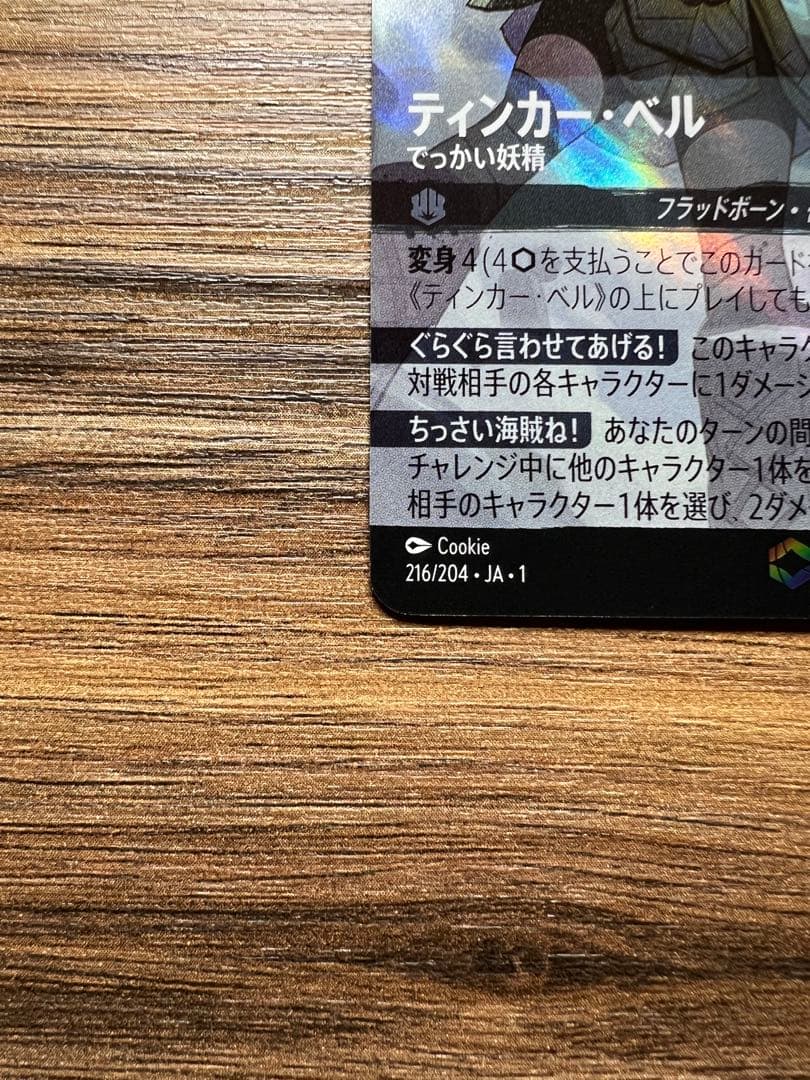 ティンカー・ベル
でっかい妖精
フラッドボーン・
変身 4 (4⬡を支払うことでこのガード
《ティンカー・ベル》の上にプレイしても
ぐらぐら言わせてあげる! このキャラク
対戦相手の各キャラクターに1ダメージ
ちっさい海賊ね! あなたのターンの間
チャレンジ中に他のキャラクター1体を
相手のキャラクター1体を選び、2ダメ
Cookie
216/204 • JA • 1